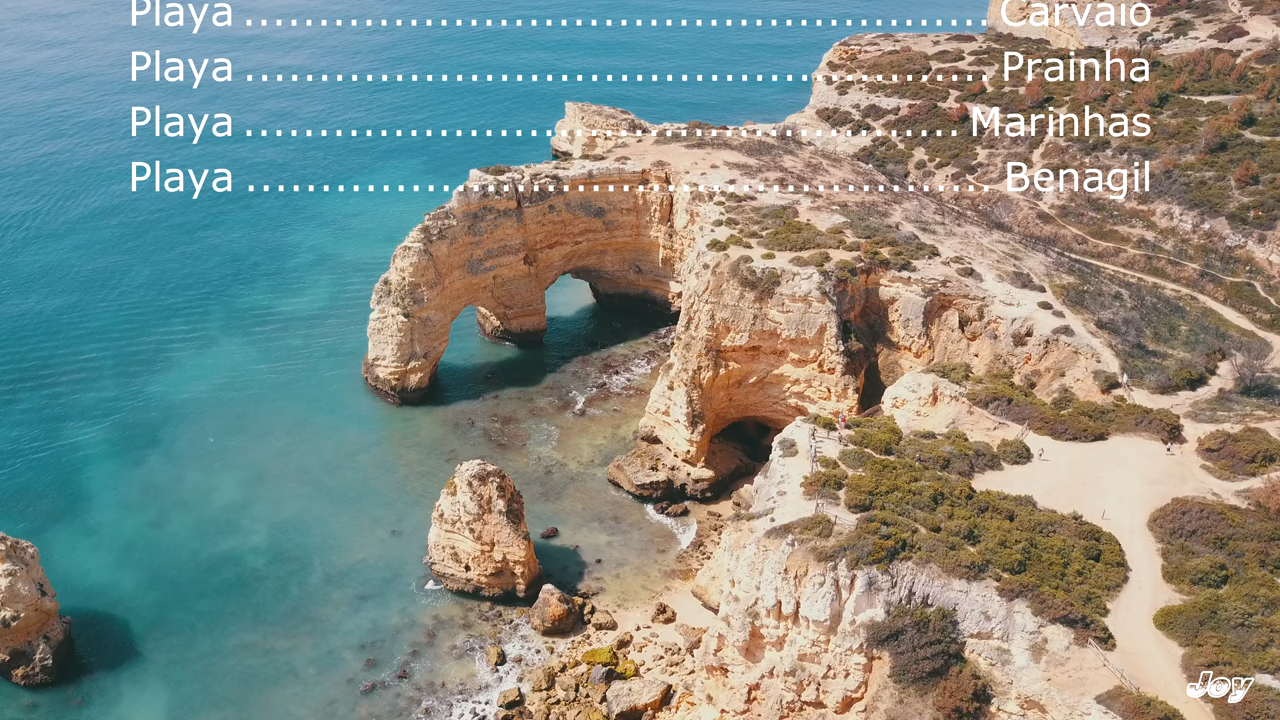 Playa ..................................................... Carvalo
Playa ..................................................... Prainha
Playa ................................................... Marinhas
Playa ..................................................... Benagil
Joy